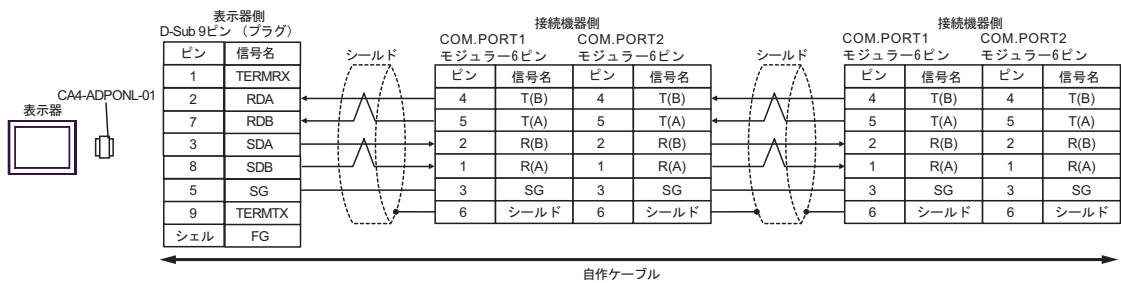 表示器側
D-Sub 9ピン （プラグ）
ピン 信号名
1 TERMRX
2 RDA
7 RDB
3 SDA
8 SDB
5 SG
9 TERMTX
シェル FG
表示器
CA4-ADPONL-01
シールド
接続機器側
COM.PORT1 COM.PORT2
モジュラー6ピン モジュラー6ピン
ピン 信号名 ピン 信号名
4 T(B) 4 T(B)
5 T(A) 5 T(A)
2 R(B) 2 R(B)
1 R(A) 1 R(A)
3 SG 3 SG
6 シールド 6 シールド
シールド
接続機器側
COM.PORT1 COM.PORT2
モジュラー6ピン モジュラー6ピン
ピン 信号名 ピン 信号名
4 T(B) 4 T(B)
5 T(A) 5 T(A)
2 R(B) 2 R(B)
1 R(A) 1 R(A)
3 SG 3 SG
6 シールド 6 シールド
自作ケーブル